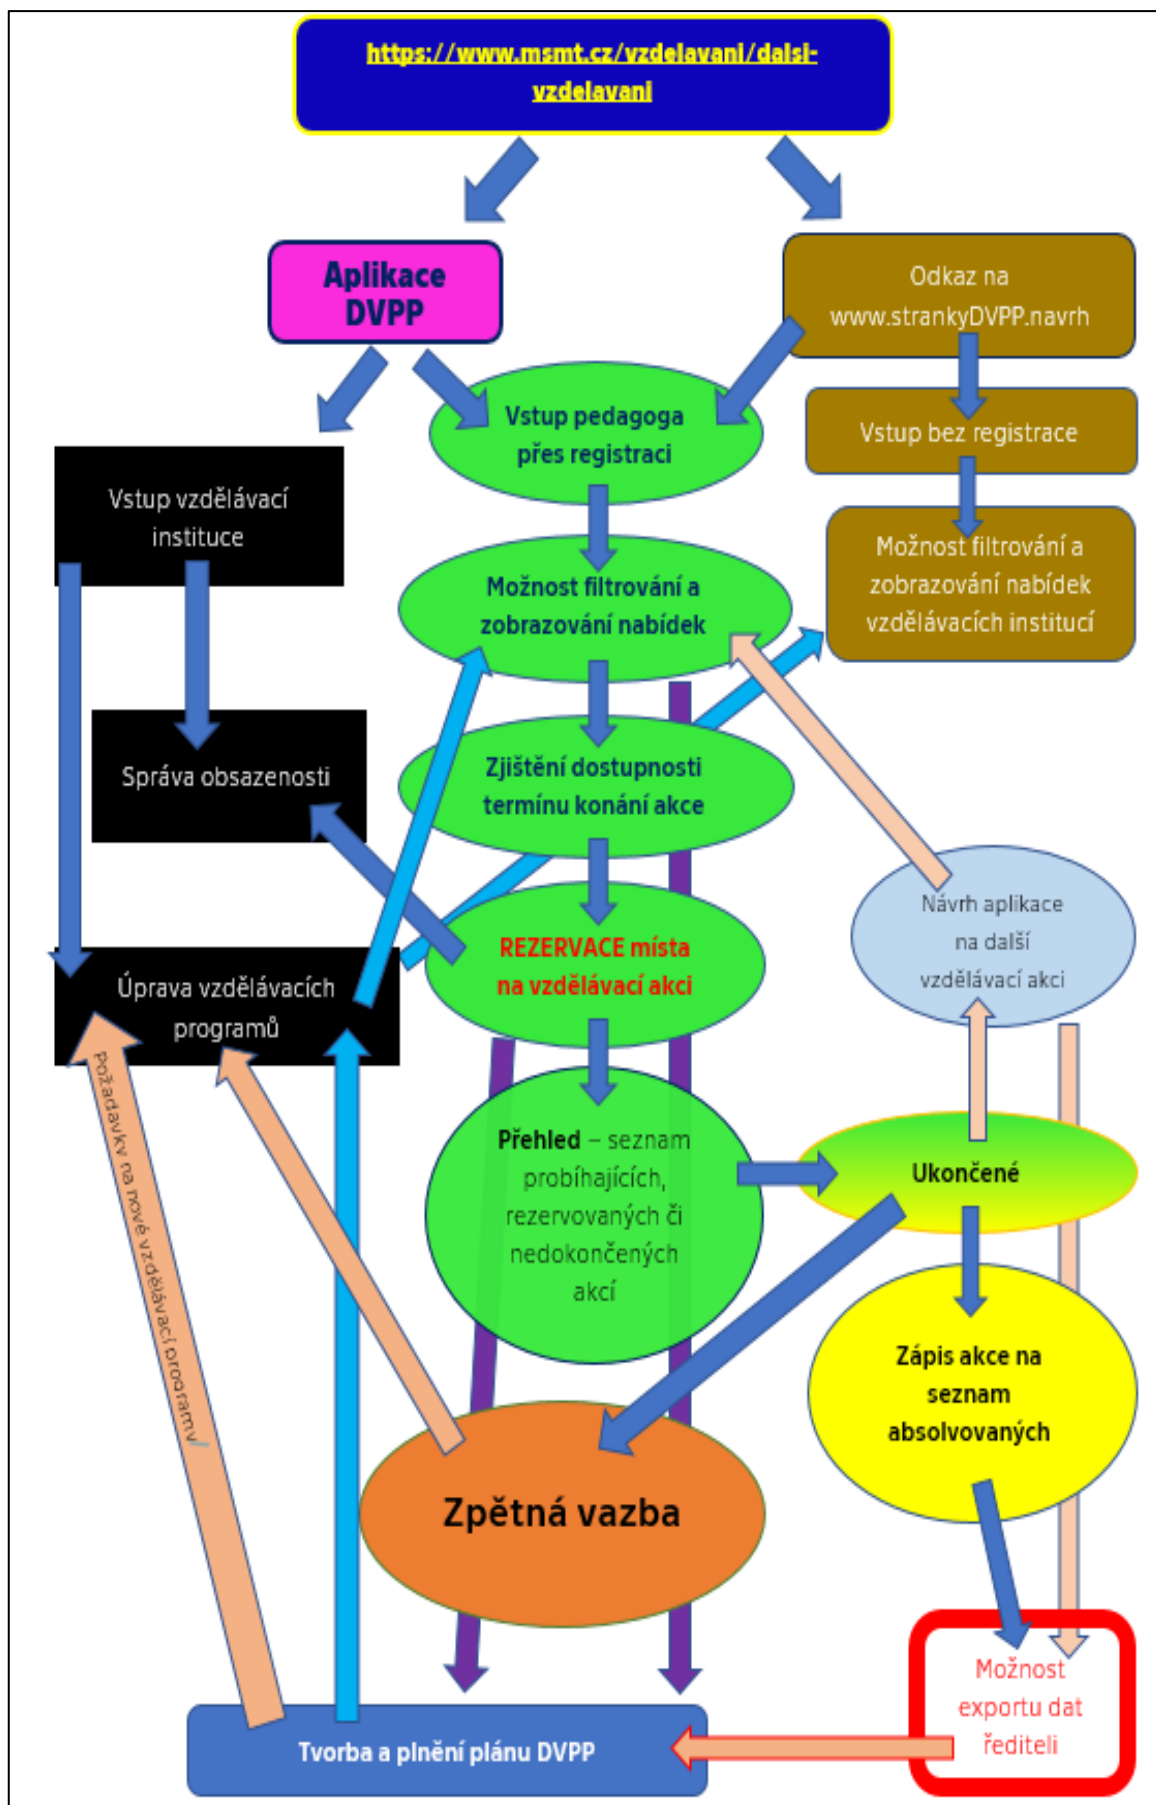 https://www.msmt.cz/vzdelavani/dalsi-
vzdelavani
Aplikace
DVPP
Odkaz na
www.strankyDVPP.navrh
Vstup pedagoga
přes registraci
Vstup bez registrace
Vstup vzdělávací
instituce
Možnost filtrování a
zobrazování nabídek
Možnost filtrování a
zobrazování nabídek
vzdělávacích institucí
Správa obsazenosti
Zjištění dostupnosti
termínu konání akce
Návrh aplikace
na další
vzdělávací akci
REZERVACE místa
na vzdělávací akci
Úprava vzdělávacích
programů
Požadavky na nové vzdělávací programy
Přehled – seznam
probíhajících,
rezervovaných či
nedokončených
akcí
Ukončené
Zápis akce na
seznam
absolvovaných
Zpětná vazba
Možnost
exportu dat
řediteli
Tvorba a plnění plánu DVPP